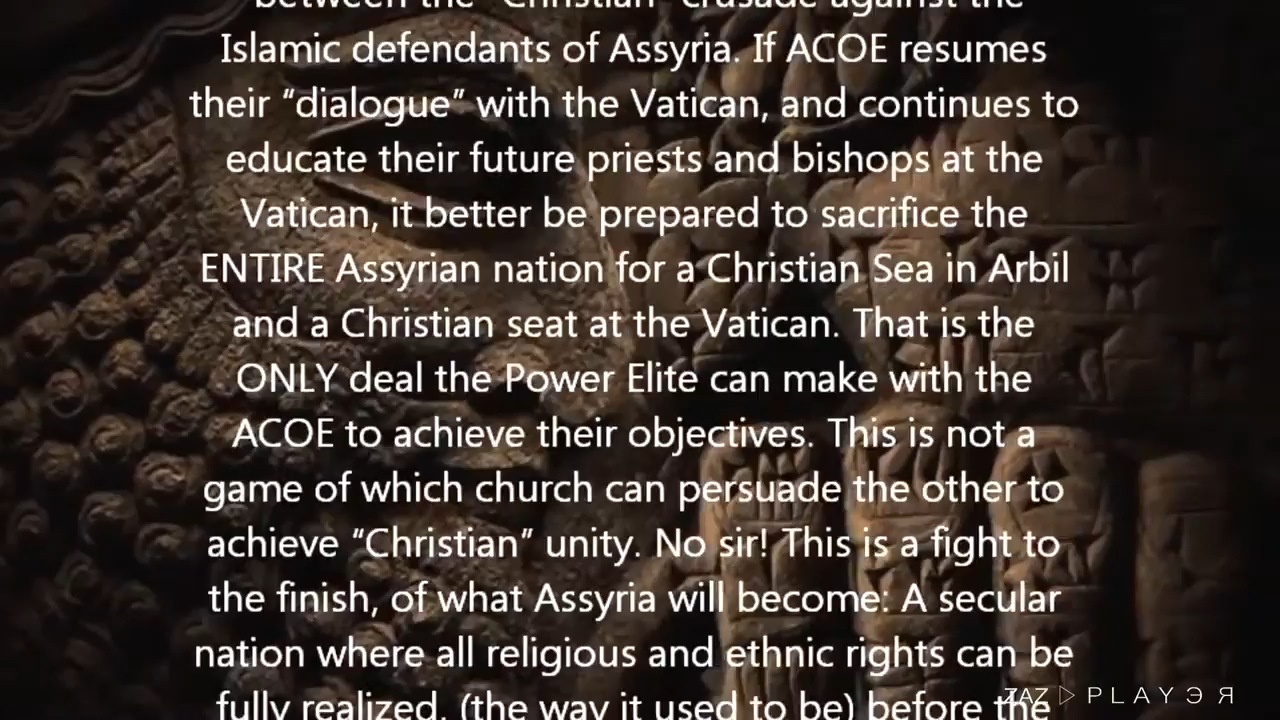 between the "Christian" crusade against the
Islamic defendants of Assyria. If ACOE resumes
their “dialogue” with the Vatican, and continues to
educate their future priests and bishops at the
Vatican, it better be prepared to sacrifice the
ENTIRE Assyrian nation for a Christian Sea in Arbil
and a Christian seat at the Vatican. That is the
ONLY deal the Power Elite can make with the
ACOE to achieve their objectives. This is not a
game of which church can persuade the other to
achieve “Christian” unity. No sir! This is a fight to
the finish, of what Assyria will become: A secular
nation where all religious and ethnic rights can be
fully realized, (the way it used to be) before the
ZAZ ▷ PLAYЭЯ